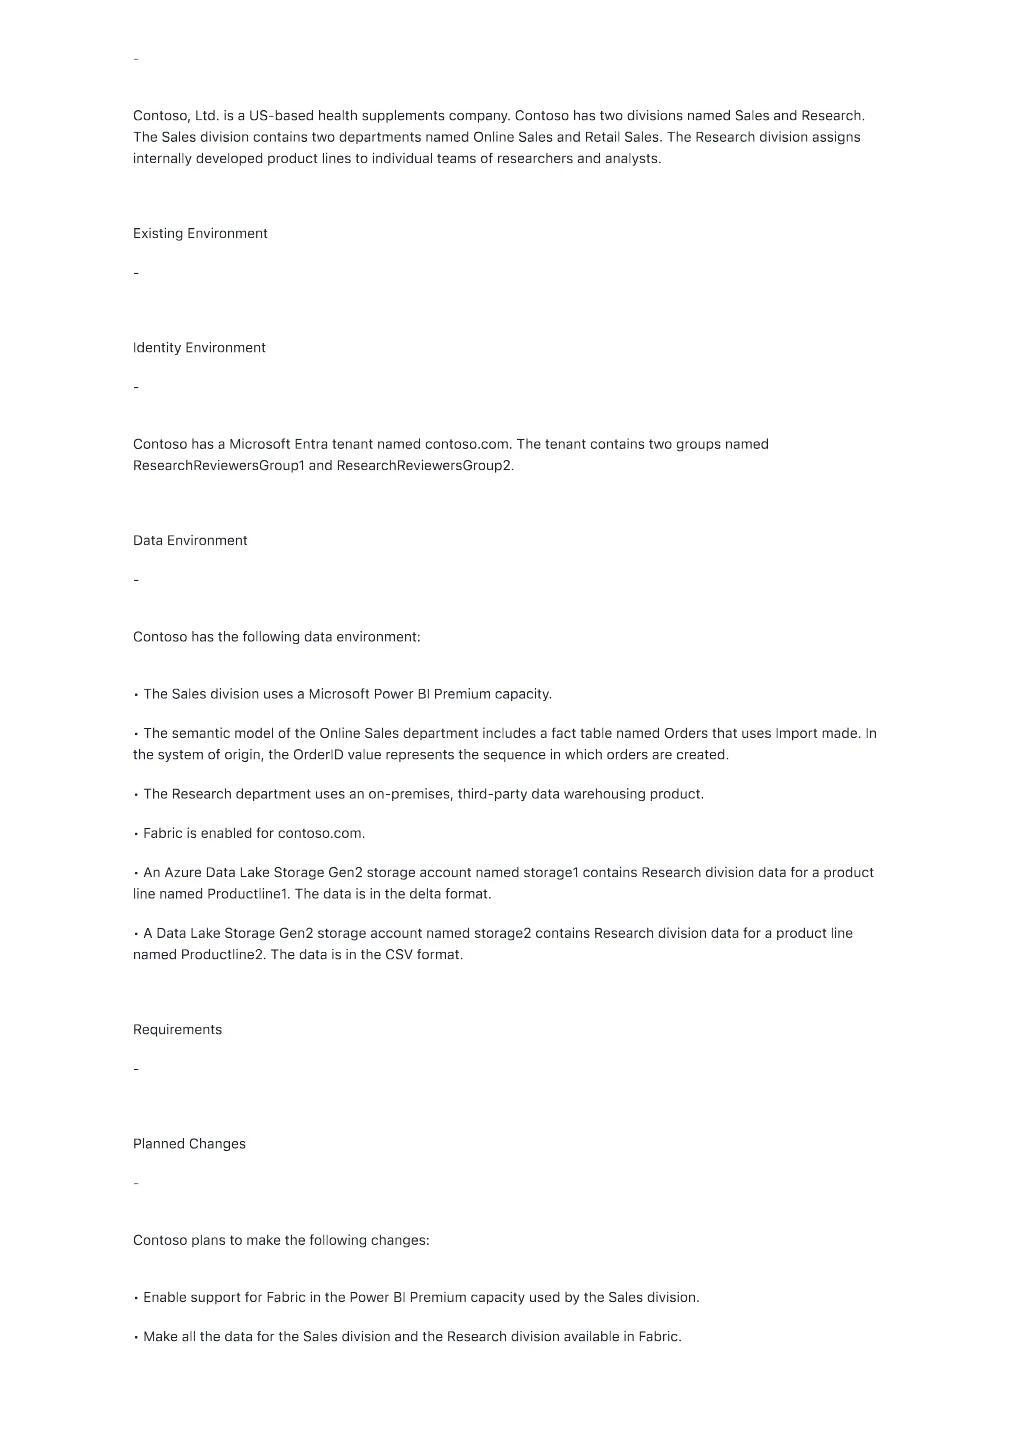 -
Contoso, Ltd. is a US-based health supplements company. Contoso has two divisions named Sales and Research.
The Sales division contains two departments named Online Sales and Retail Sales. The Research division assigns
internally developed product lines to individual teams of researchers and analysts.
Existing Environment
-
Identity Environment
-
Contoso has a Microsoft Entra tenant named contoso.com. The tenant contains two groups named
ResearchReviewersGroup1 and ResearchReviewersGroup2.
Data Environment
-
Contoso has the following data environment:
• The Sales division uses a Microsoft Power BI Premium capacity.
• The semantic model of the Online Sales department includes a fact table named Orders that uses Import made. In
the system of origin, the OrderID value represents the sequence in which orders are created.
• The Research department uses an on-premises, third-party data warehousing product.
• Fabric is enabled for contoso.com.
• An Azure Data Lake Storage Gen2 storage account named storage1 contains Research division data for a product
line named Productline1. The data is in the delta format.
• A Data Lake Storage Gen2 storage account named storage2 contains Research division data for a product line
named Productline2. The data is in the CSV format.
Requirements
-
Planned Changes
-
Contoso plans to make the following changes:
• Enable support for Fabric in the Power BI Premium capacity used by the Sales division.
• Make all the data for the Sales division and the Research division available in Fabric.